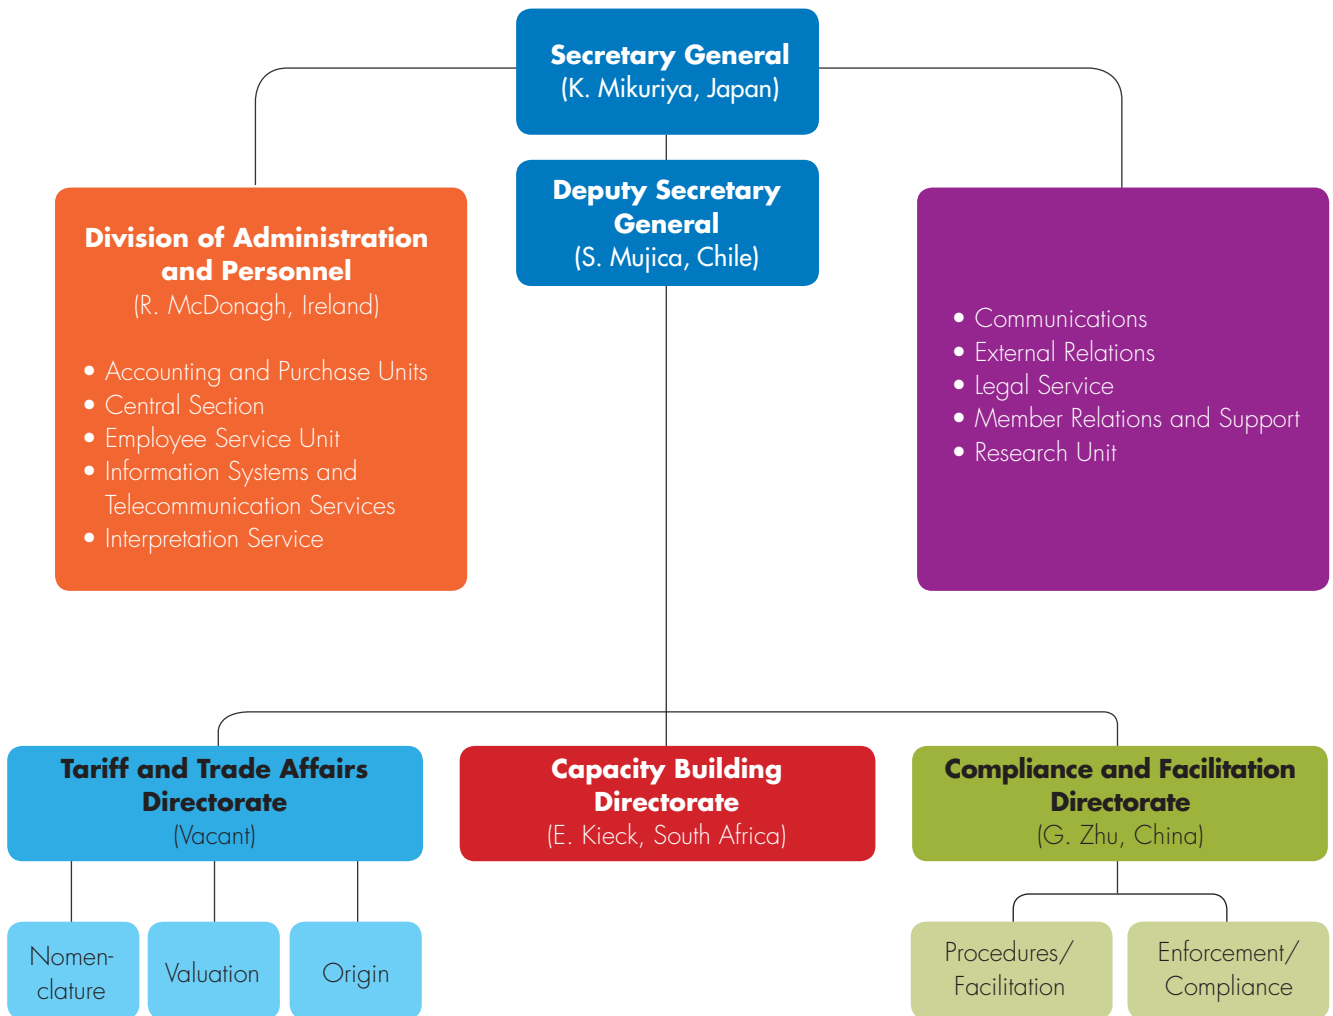 Secretary General
(K. Mikuriya, Japan)
Deputy Secretary
General
(S. Mujica, Chile)
Division of Administration
and Personnel
(R. McDonagh, Ireland)
• Accounting and Purchase Units
• Central Section
• Employee Service Unit
• Information Systems and
Telecommunication Services
• Interpretation Service
• Communications
• External Relations
• Legal Service
• Member Relations and Support
• Research Unit
Tariff and Trade Affairs
Directorate
(Vacant)
Capacity Building
Directorate
(E. Kieck, South Africa)
Compliance and Facilitation
Directorate
(G. Zhu, China)
Nomen-
clature
Valuation
Origin
Procedures/
Facilitation
Enforcement/
Compliance